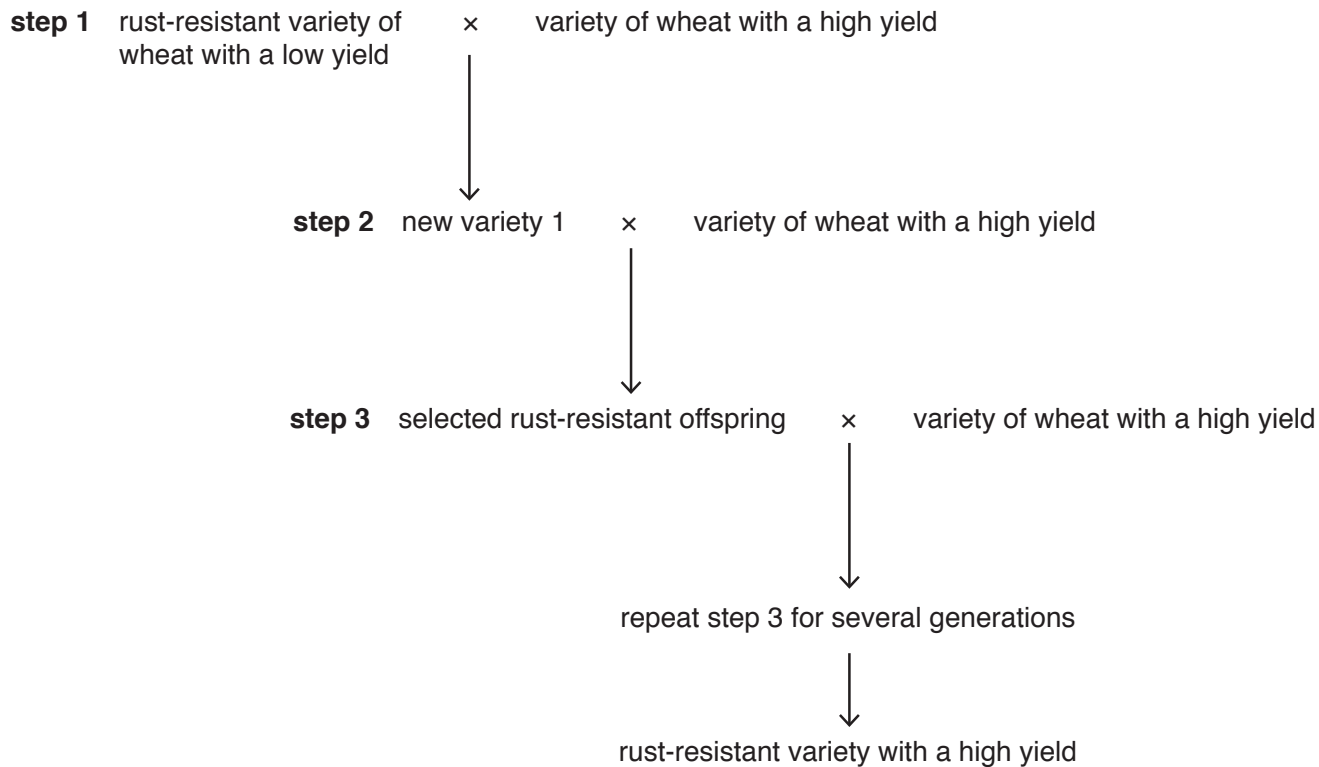 step 1 rust-resistant variety of × variety of wheat with a high yield
wheat with a low yield
step 2 new variety 1 × variety of wheat with a high yield
step 3 selected rust-resistant offspring × variety of wheat with a high yield
repeat step 3 for several generations
rust-resistant variety with a high yield